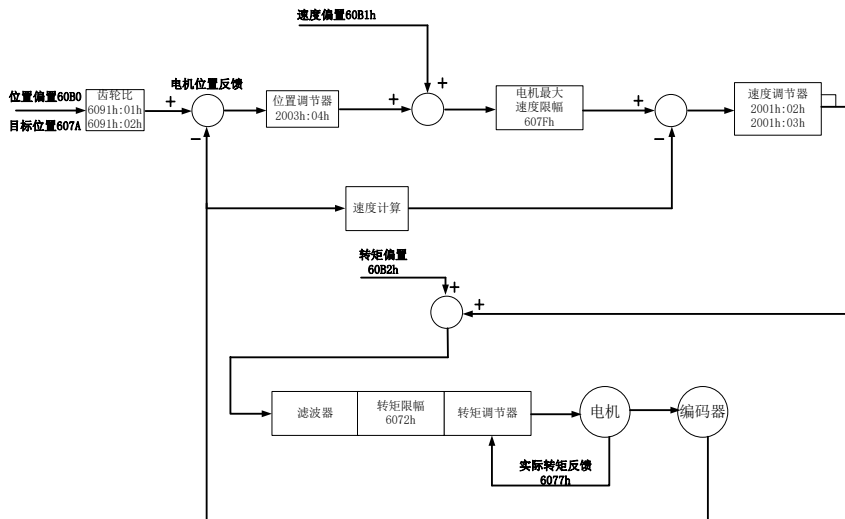 速度偏置60B1h
+
+
位置偏置60B0
目标位置607A
齿轮比
6091h:01h
6091h:02h
+
电机位置反馈
−
位置调节器
2003h:04h
电机最大
速度限幅
607Fh
+
−
速度调节器
2001h:02h
2001h:03h
速度计算
转矩偏置
60B2h
+
+
滤波器
转矩限幅
6072h
转矩调节器
电机
编码器
实际转矩反馈
6077h